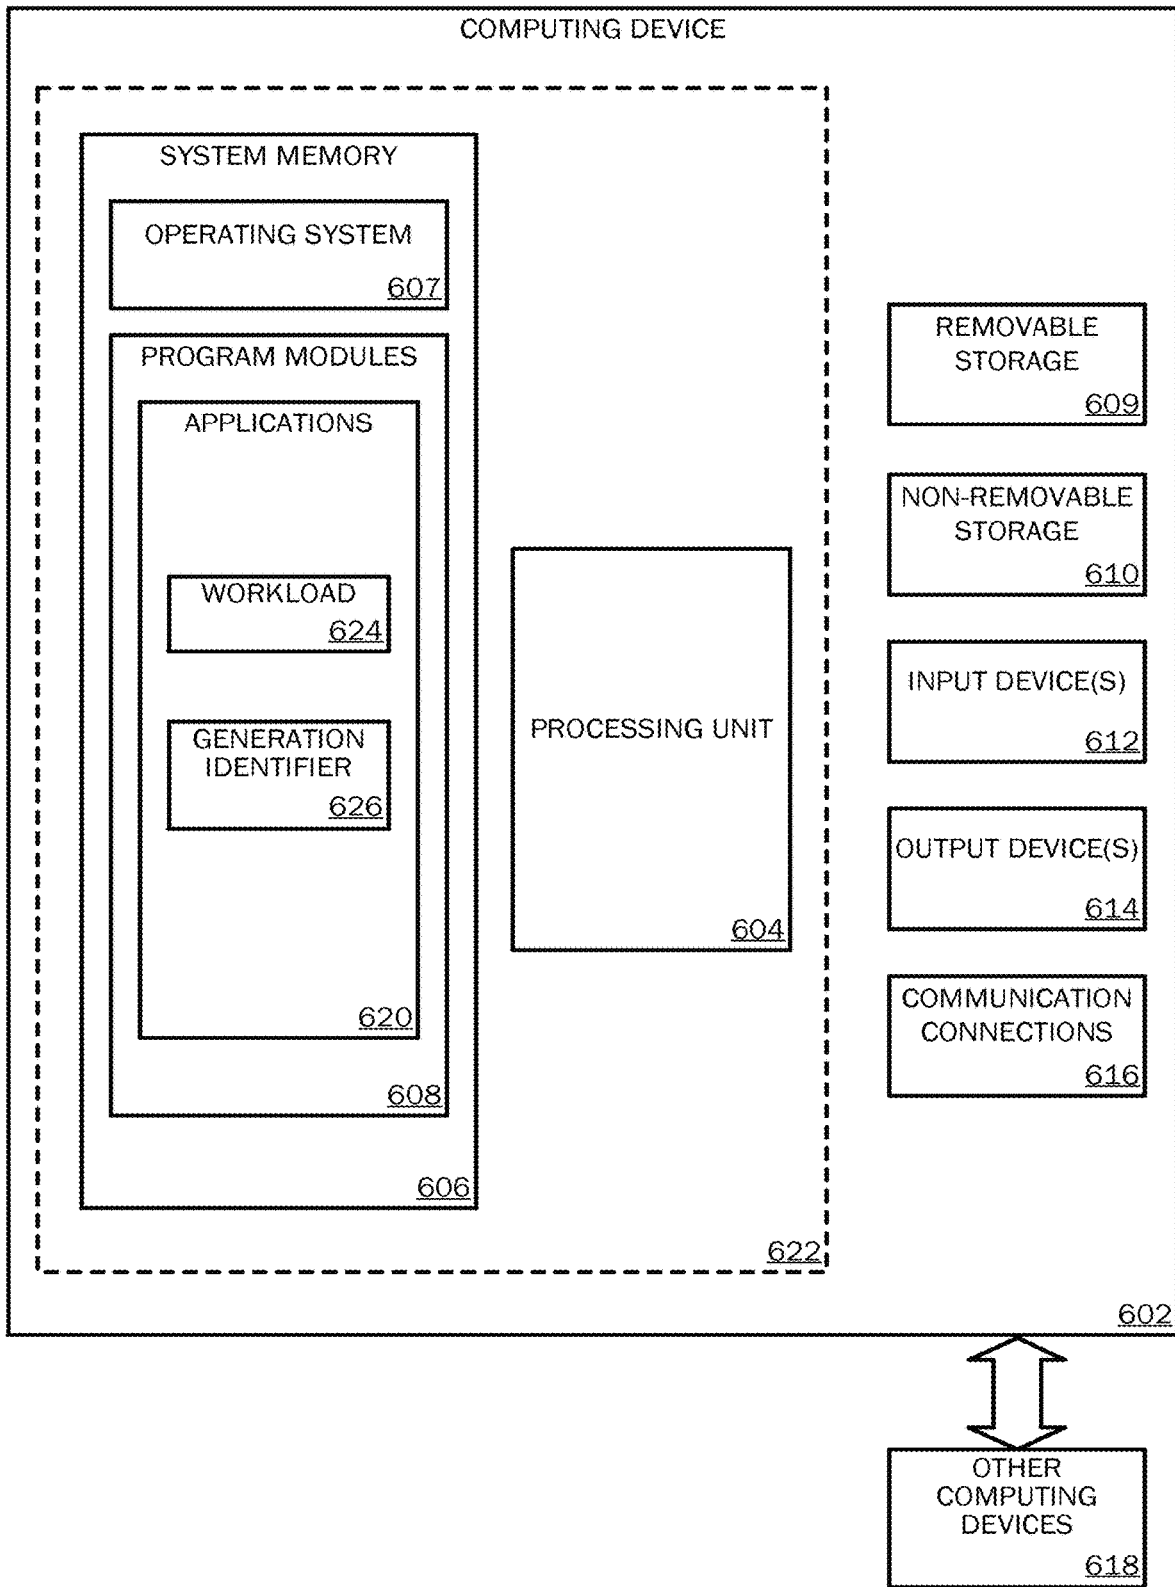 COMPUTING DEVICE
SYSTEM MEMORY
OPERATING SYSTEM
607
PROGRAM MODULES
APPLICATIONS
WORKLOAD
624
GENERATION
IDENTIFIER
626
620
608
606
PROCESSING UNIT
604
622
REMOVABLE
STORAGE
609
NON-REMOVABLE
STORAGE
610
INPUT DEVICE(S)
612
OUTPUT DEVICE(S)
614
COMMUNICATION
CONNECTIONS
616
602
OTHER
COMPUTING
DEVICES
618